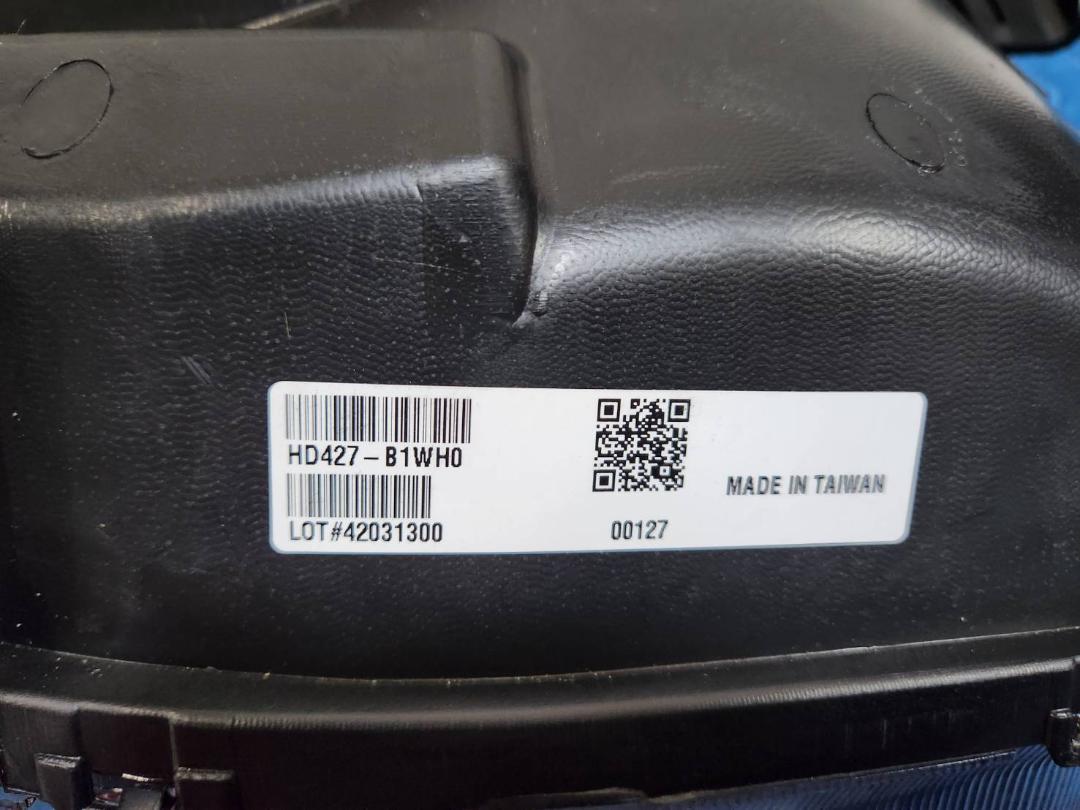 HD427-B1WH0
LOT#42031300
00127
MADE IN TAIWAN